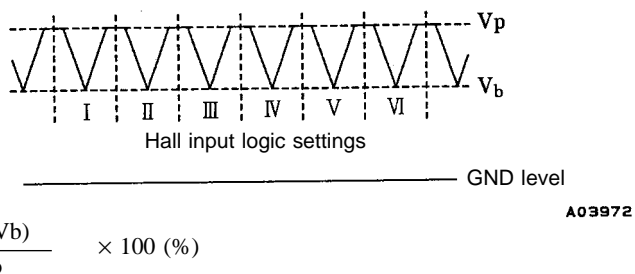 Vp
Vb
I II III IV V VI
Hall input logic settings
GND level
A03972
Vb)
× 100 (%)